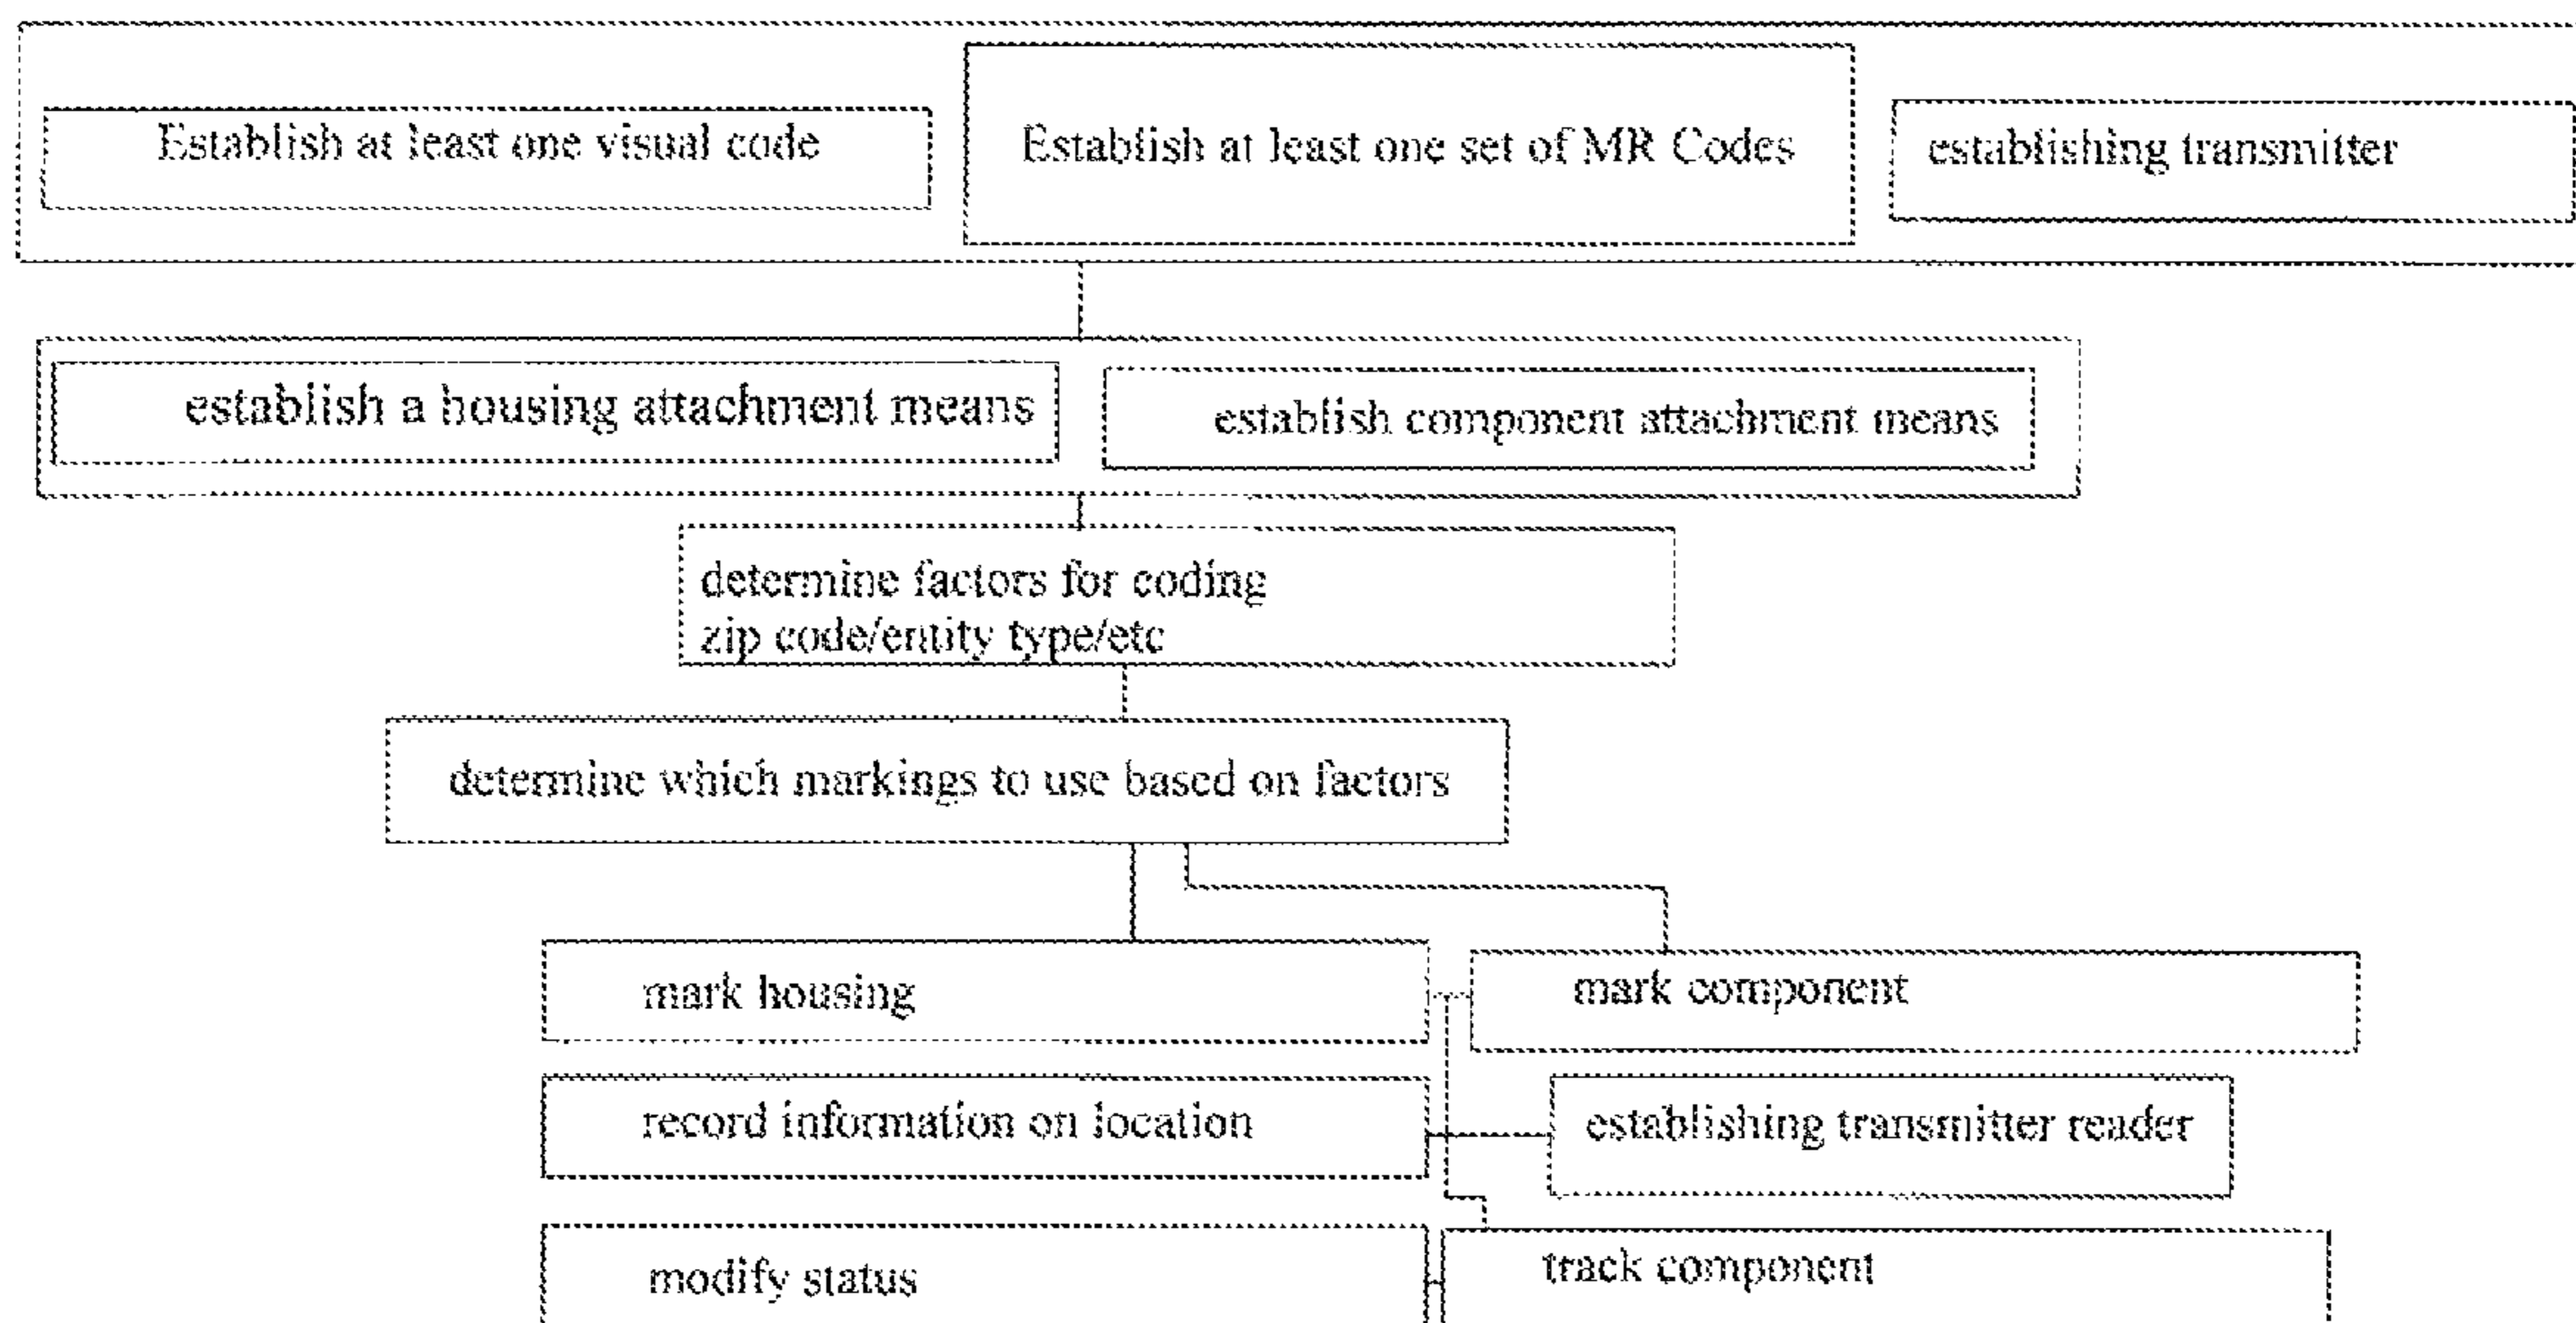 Establish at least one visual code
Establish at least one set of MR Codes
establishing transmitter
establish a housing attachment means
establish component attachment means
determine factors for coding
zip code/entity type/etc
determine which markings to use based on factors
mark housing
mark component
record information on location
establishing transmitter reader
modify status
track component